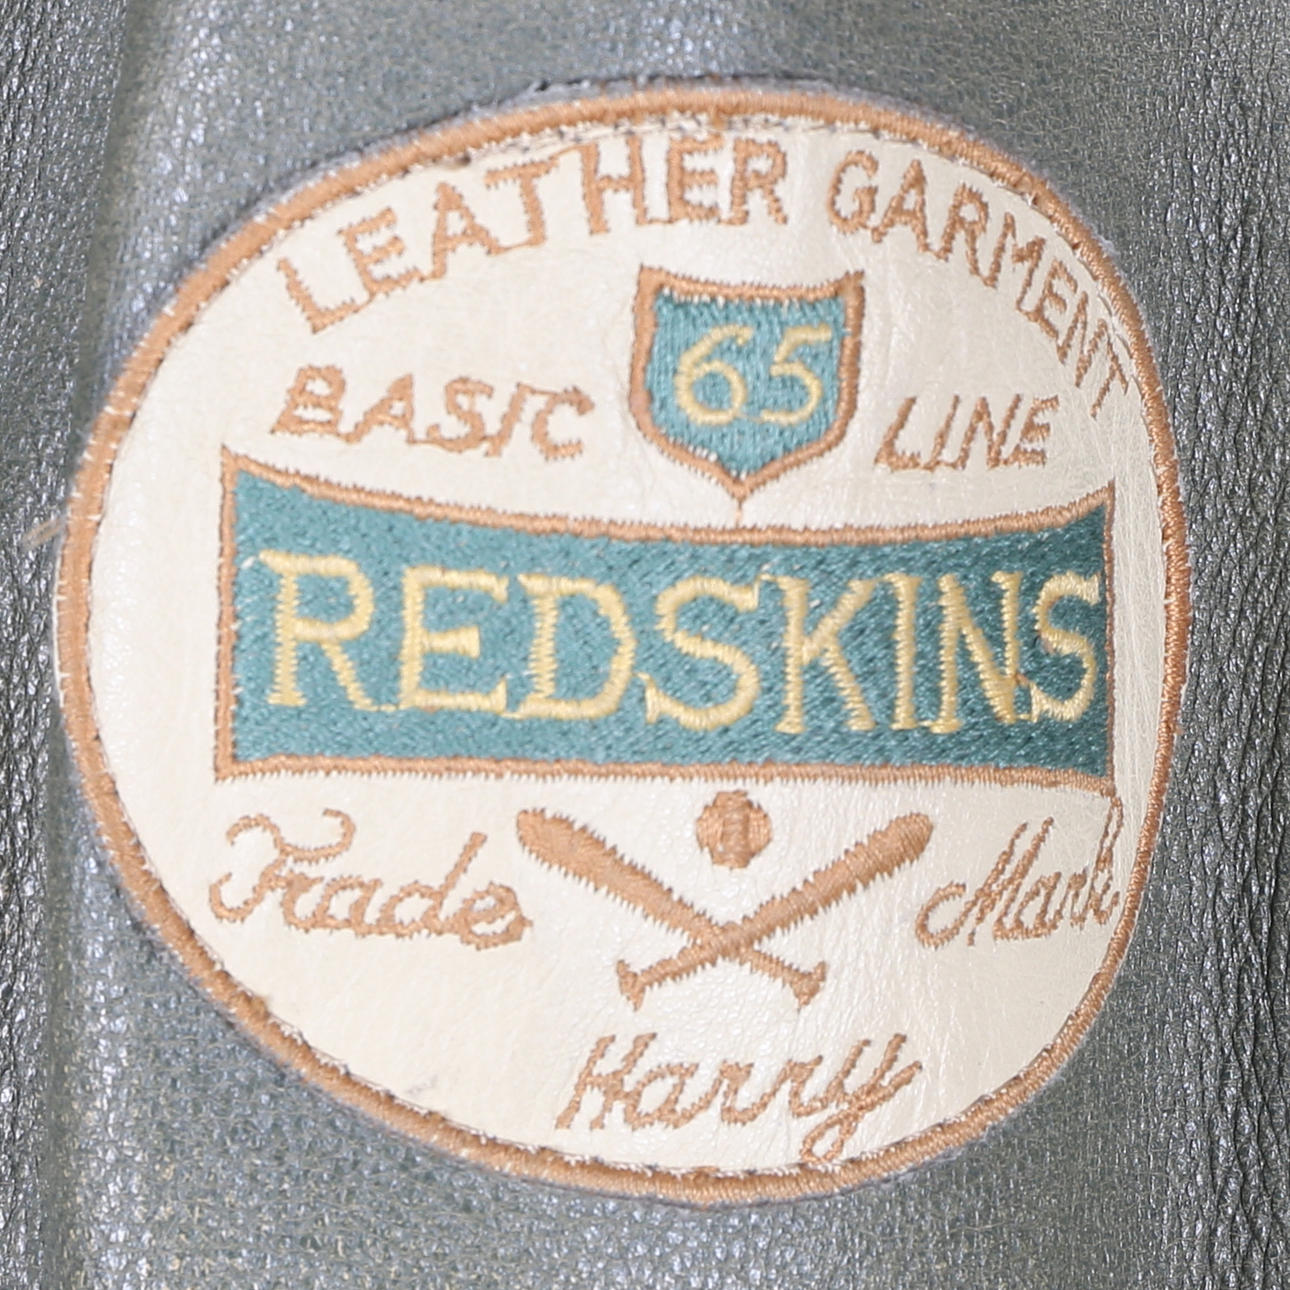 LEATHER GARMENT
65
BASIC LINE
REDSKINS
Trade Mark
Harry